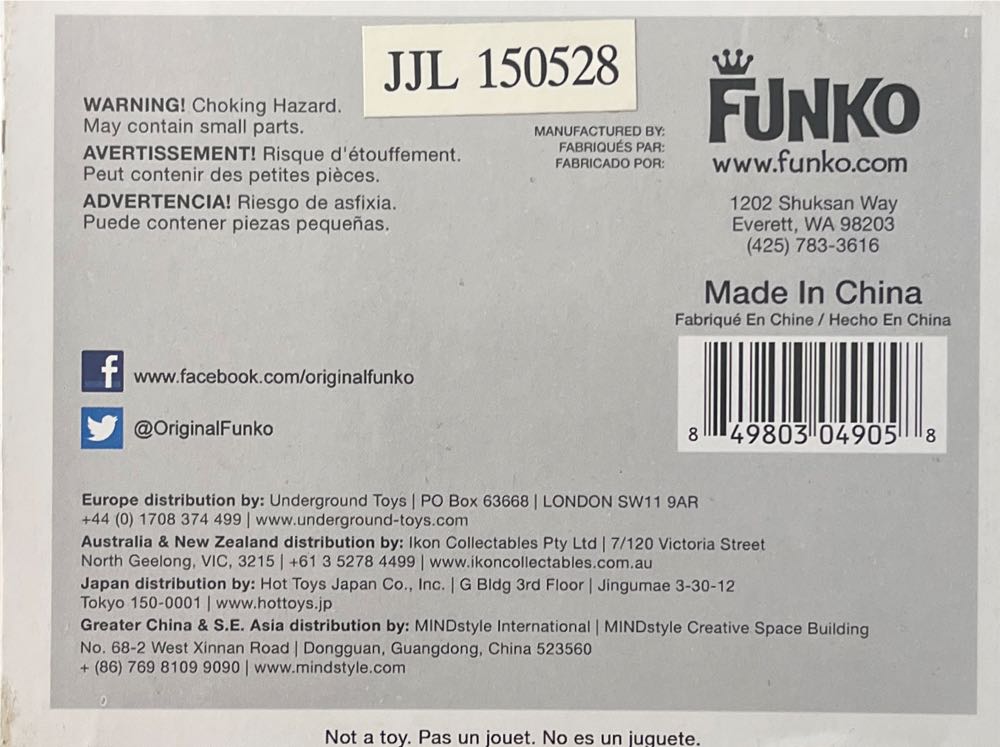 JJL 150528
WARNING! Choking Hazard.
May contain small parts.
AVERTISSEMENT! Risque d'étouffement.
Peut contenir des petites pièces.
ADVERTENCIA! Riesgo de asfixia.
Puede contener piezas pequeñas.
MANUFACTURED BY:
FABRIQUÉS PAR:
FABRICADO POR:
FUNKO
www.funko.com
1202 Shuksan Way
Everett, WA 98203
(425) 783-3616
Made In China
Fabriqué En Chine / Hecho En China
8 49803 04905 8
f www.facebook.com/originalfunko
@OriginalFunko
Europe distribution by: Underground Toys | PO Box 63668 | LONDON SW11 9AR
+44 (0) 1708 374 499 | www.underground-toys.com
Australia & New Zealand distribution by: Ikon Collectables Pty Ltd | 7/120 Victoria Street
North Geelong, VIC, 3215 | +61 3 5278 4499 | www.ikoncollectables.com.au
Japan distribution by: Hot Toys Japan Co., Inc. | G Bldg 3rd Floor | Jingumae 3-30-12
Tokyo 150-0001 | www.hottoys.jp
Greater China & S.E. Asia distribution by: MINDstyle International | MINDstyle Creative Space Building
No. 68-2 West Xinnan Road | Dongguan, Guangdong, China 523560
+ (86) 769 8109 9090 | www.mindstyle.com
Not a toy. Pas un jouet. No es un juguete.